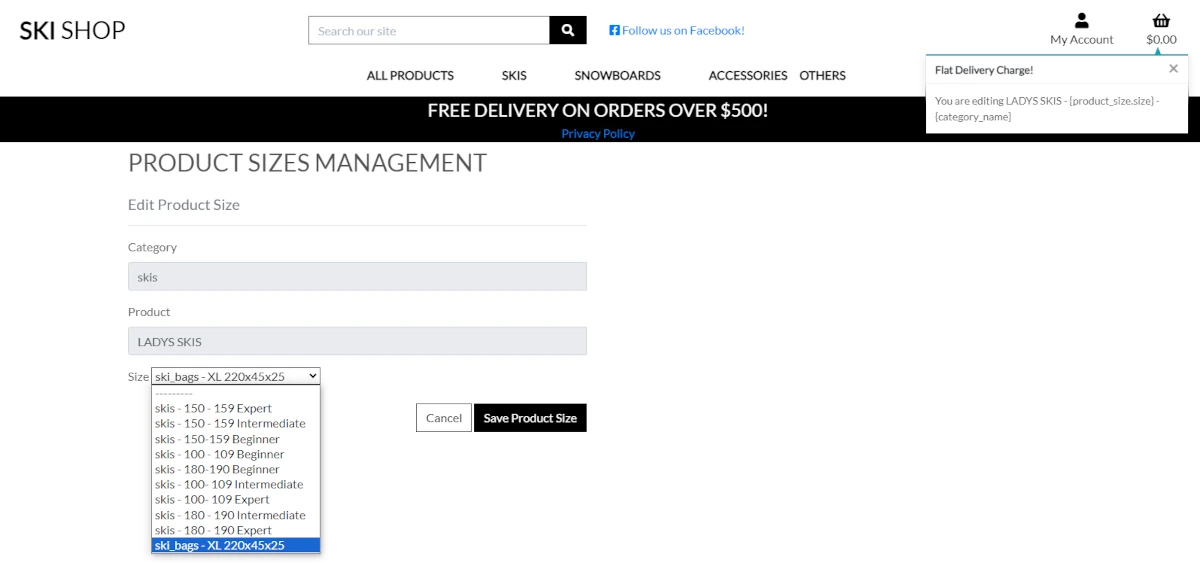 SKI SHOP
Search our site
Follow us on Facebook!
My Account
$0.00
ALL PRODUCTS SKIS SNOWBOARDS ACCESSORIES OTHERS
Flat Delivery Charge!
You are editing LADYS SKIS - {product_size.size} -
{category_name}
FREE DELIVERY ON ORDERS OVER $500!
Privacy Policy
PRODUCT SIZES MANAGEMENT
Edit Product Size
Category
skis
Product
LADYS SKIS
Size ski_bags - XL 220x45x25
---------
skis - 150 - 159 Expert
skis - 150 - 159 Intermediate
skis - 150-159 Beginner
skis - 100 - 109 Beginner
skis - 180-190 Beginner
skis - 100- 109 Intermediate
skis - 100- 109 Expert
skis - 180 - 190 Intermediate
skis - 180 - 190 Expert
ski_bags - XL 220x45x25
Cancel Save Product Size